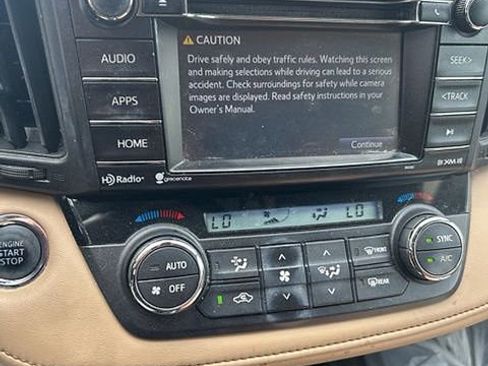 CAUTION
Drive safely and obey traffic rules. Watching this screen
and making selections while driving can lead to a serious
accident. Check surroundings for safety while camera
images are displayed. Read safety instructions in your
Owner's Manual.
Continue
AUDIO
APPS
HOME
HD Radio
gracenote
SEEK>
<TRACK
XM
ENGINE
START
STOP
LO
LO
AUTO
OFF
FRONT
REAR
SYNC
A/C